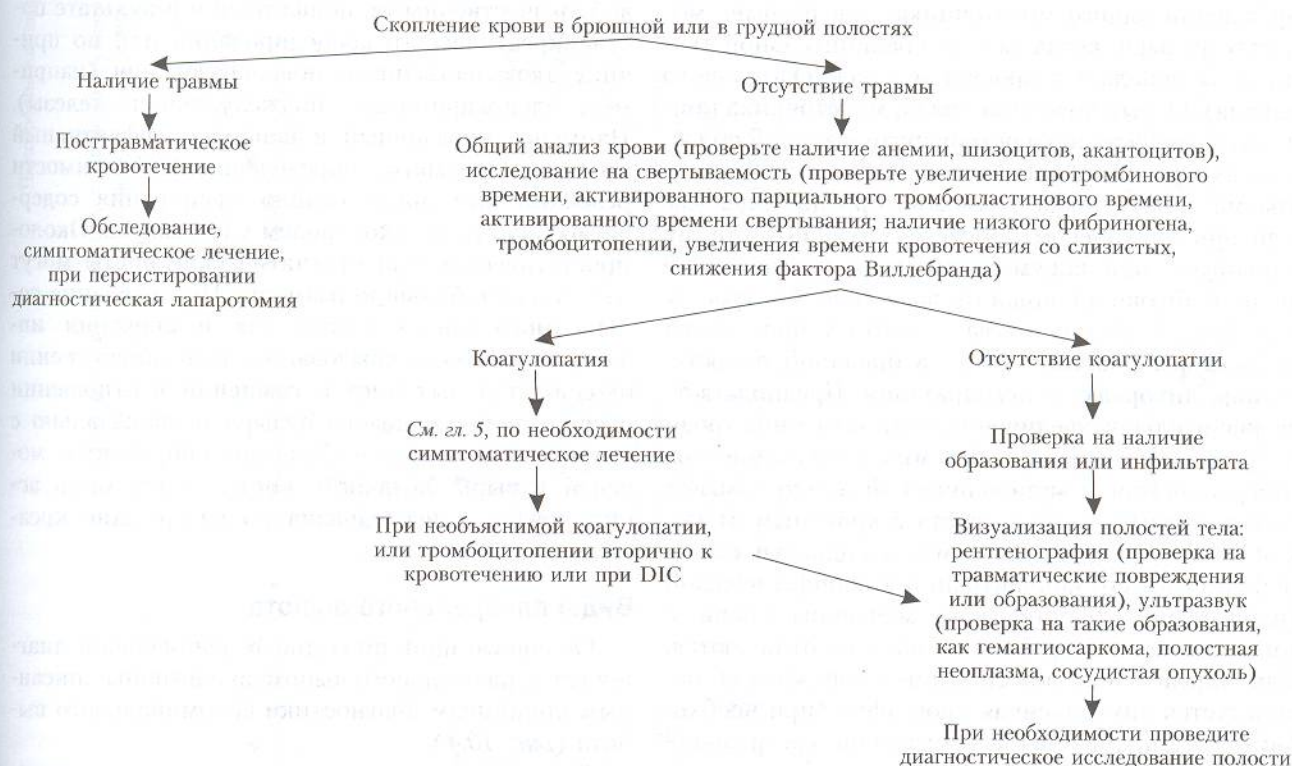 Скопление крови в брюшной или в грудной полостях
Наличие травмы
Отсутствие травмы
Посттравматическое
кровотечение
Обследование,
симптоматическое лечение,
при персистировании
диагностическая лапаротомия
Общий анализ крови (проверьте наличие анемии, шизоцитов, акантоцитов),
исследование на свертываемость (проверьте увеличение протромбинового
времени, активированного парциального тромбопластинового времени,
активированного времени свертывания; наличие низкого фибриногена,
тромбоцитопении, увеличения времени кровотечения со слизистых,
снижения фактора Виллебранда)
Коагулопатия
Отсутствие коагулопатии
См. гл. 5, по необходимости
симптоматическое лечение
Проверка на наличие
образования или инфильтрата
При необъяснимой коагулопатии,
или тромбоцитопении вторично к
кровотечению или при DIC
Визуализация полостей тела:
рентгенография (проверка на
травматические повреждения
или образования), ультразвук
(проверка на такие образования,
как гемангиосаркома, полостная
неоплазма, сосудистая опухоль)
При необходимости проведите
диагностическое исследование полости